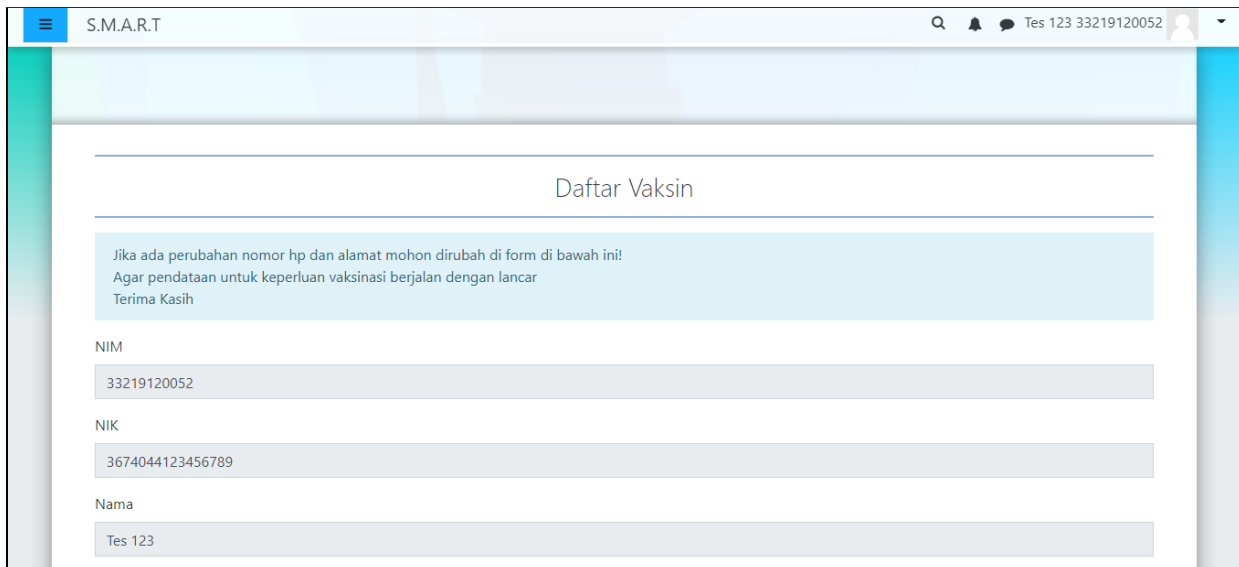 S.M.A.R.T
Tes 123 33219120052
Daftar Vaksin
Jika ada perubahan nomor hp dan alamat mohon dirubah di form di bawah ini!
Agar pendataan untuk keperluan vaksinasi berjalan dengan lancar
Terima Kasih
NIM
33219120052
NIK
3674044123456789
Nama
Tes 123